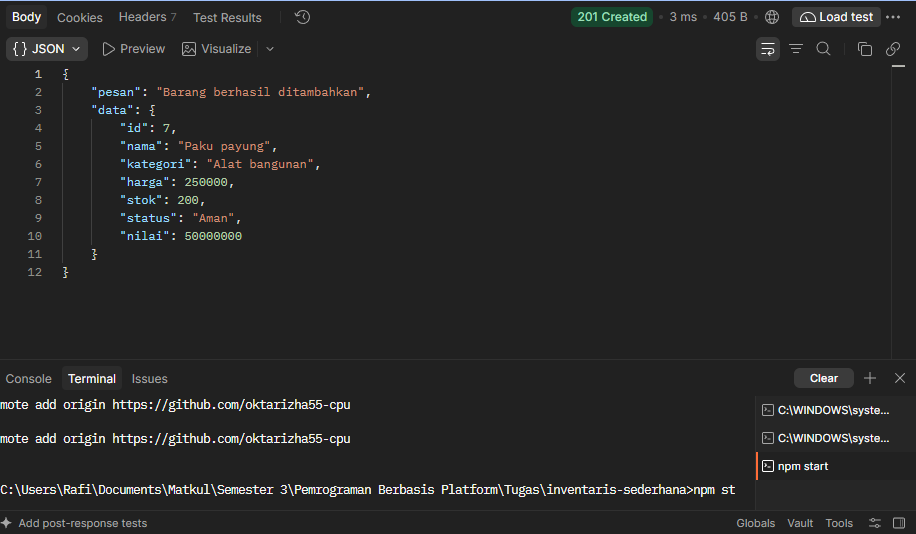 Body Cookies Headers 7 Test Results 201 Created 3 ms 405 B Load test
{} JSON Preview Visualize
1 {
2 "pesan": "Barang berhasil ditambahkan",
3 "data": {
4 "id": 7,
5 "nama": "Paku payung",
6 "kategori": "Alat bangunan",
7 "harga": 250000,
8 "stok": 200,
9 "status": "Aman",
10 "nilai": 50000000
11 }
12 }
Console Terminal Issues Clear
mote add origin https://github.com/oktarizha55-cpu
C:\WINDOWS\syste...
mote add origin https://github.com/oktarizha55-cpu
C:\WINDOWS\syste...
npm start
C:\Users\Rafi\Documents\Matkul\Semester 3\Pemrograman Berbasis Platform\Tugas\inventaris-sederhana>npm st
Add post-response tests Globals Vault Tools